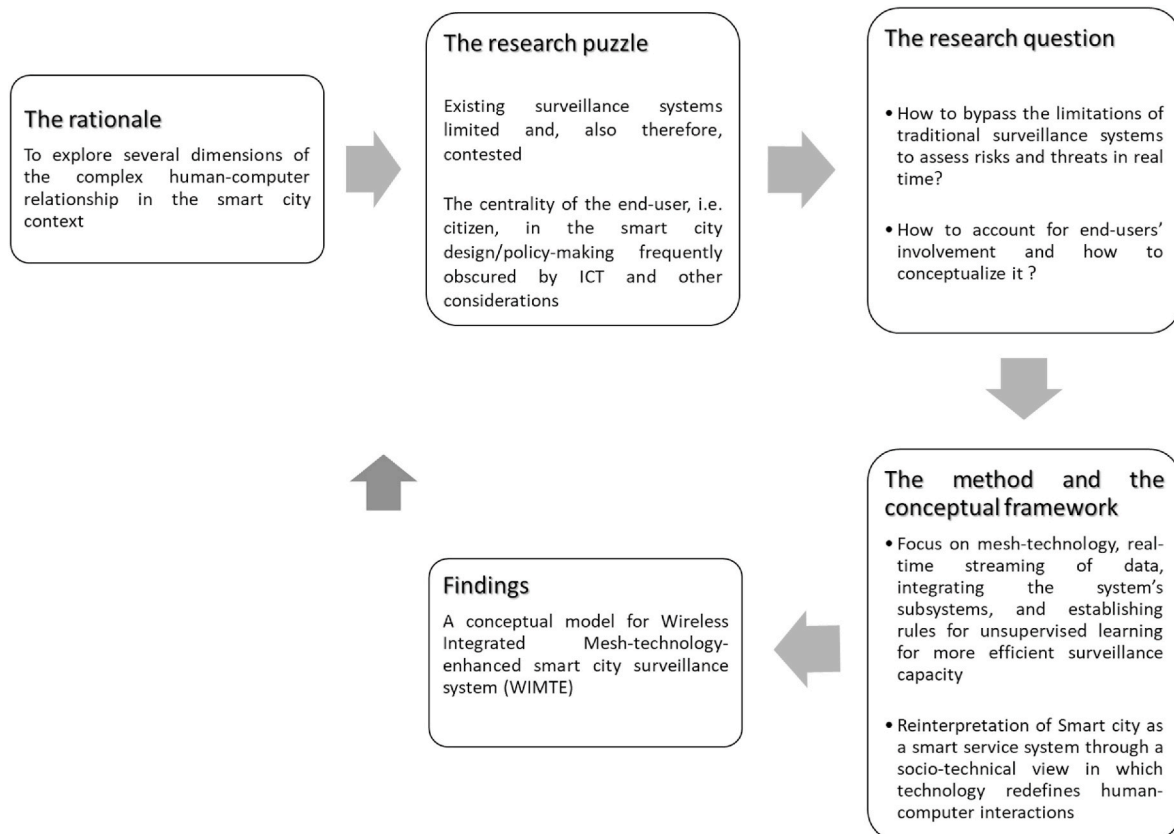 The rationale
To explore several dimensions of
the complex human-computer
relationship in the smart city
context
The research puzzle
Existing surveillance systems
limited and, also therefore,
contested
The centrality of the end-user, i.e.
citizen, in the smart city
design/policy-making frequently
obscured by ICT and other
considerations
The research question
• How to bypass the limitations of
traditional surveillance systems
to assess risks and threats in real
time?
• How to account for end-users’
involvement and how to
conceptualize it ?
The method and the
conceptual framework
• Focus on mesh-technology, real-
time streaming of data,
integrating the system’s
subsystems, and establishing
rules for unsupervised learning
for more efficient surveillance
capacity
• Reinterpretation of Smart city as
a smart service system through a
socio-technical view in which
technology redefines human-
computer interactions
Findings
A conceptual model for Wireless
Integrated Mesh-technology-
enhanced smart city surveillance
system (WIMTE)